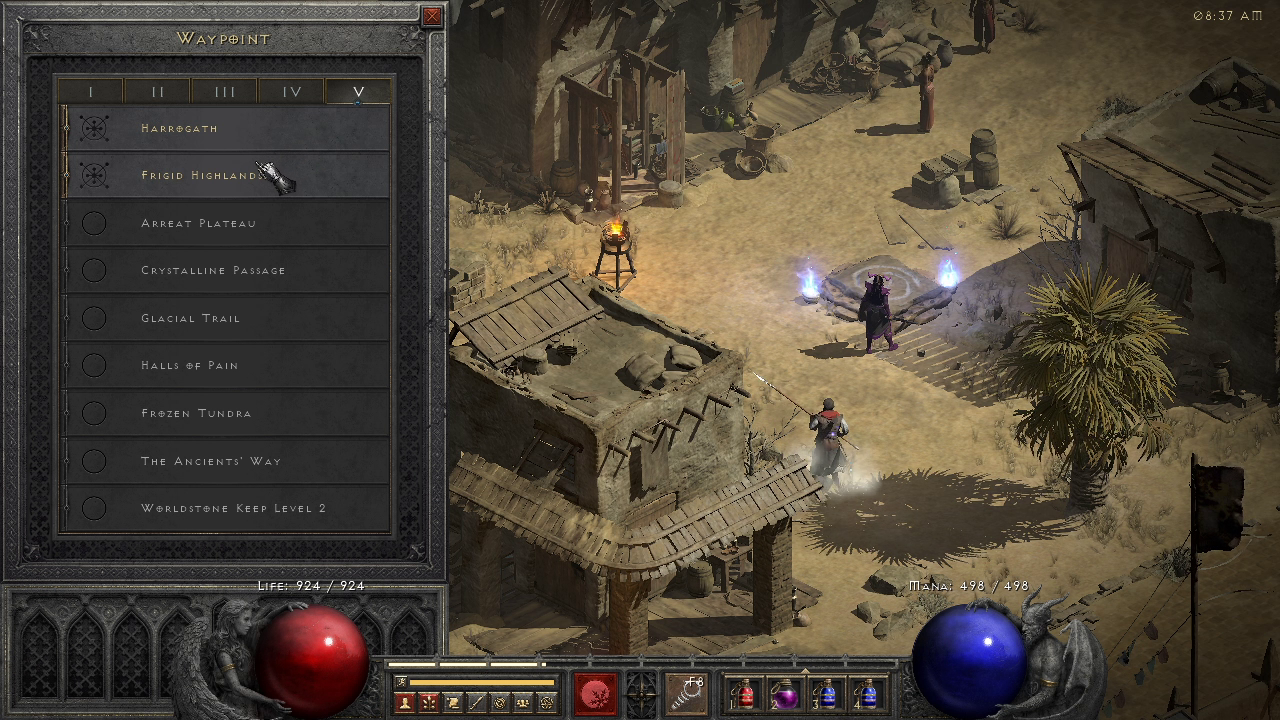 Waypoint
I II III IV V
Harrogath
Frigid Highlands
Arreat Plateau
Crystalline Passage
Glacial Trail
Halls of Pain
Frozen Tundra
The Ancients' Way
Worldstone Keep Level 2
08:37 AM
Life: 924 / 924
Mana: 498 / 498
F8
1 2 3 4